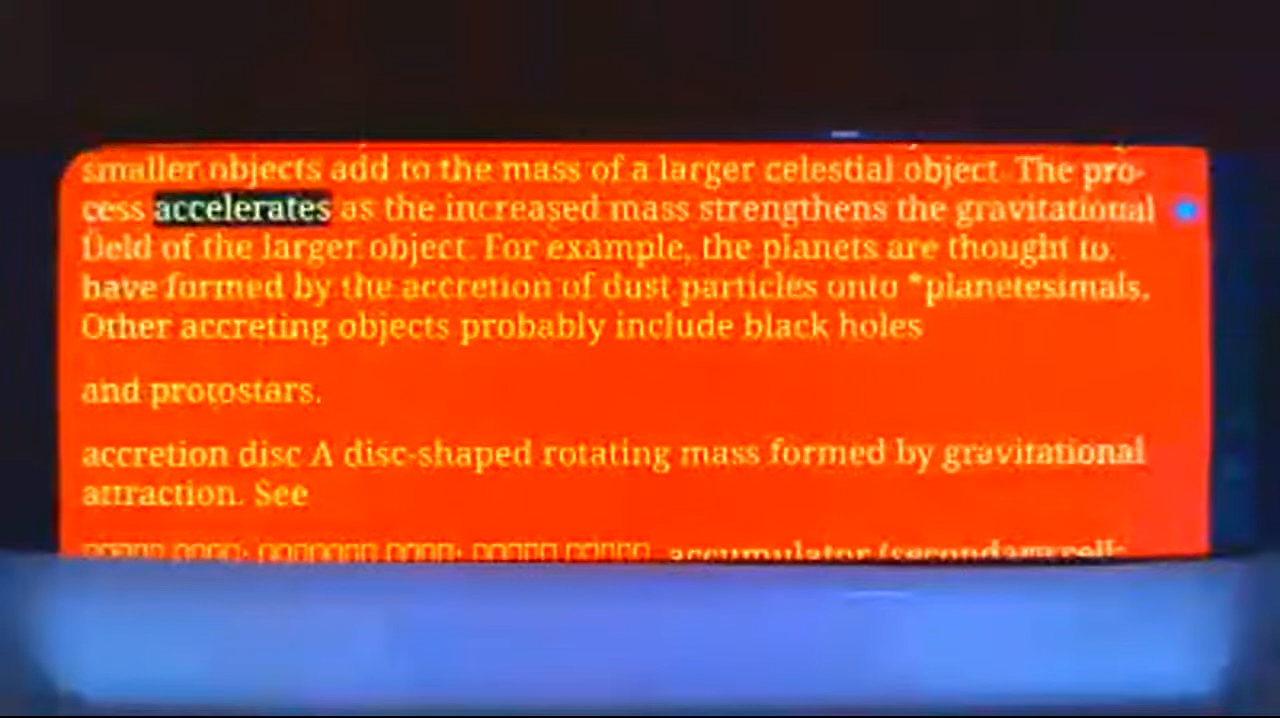 smaller objects add to the mass of a larger celestial object. The pro-
cess accelerates as the increased mass strengthens the gravitational
field of the larger object. For example, the planets are thought to
have formed by the accretion of dust particles onto *planetesimals.
Other accreting objects probably include black holes
and protostars.
accretion disc A disc-shaped rotating mass formed by gravitational
attraction. See
accumulator (secondary cell;